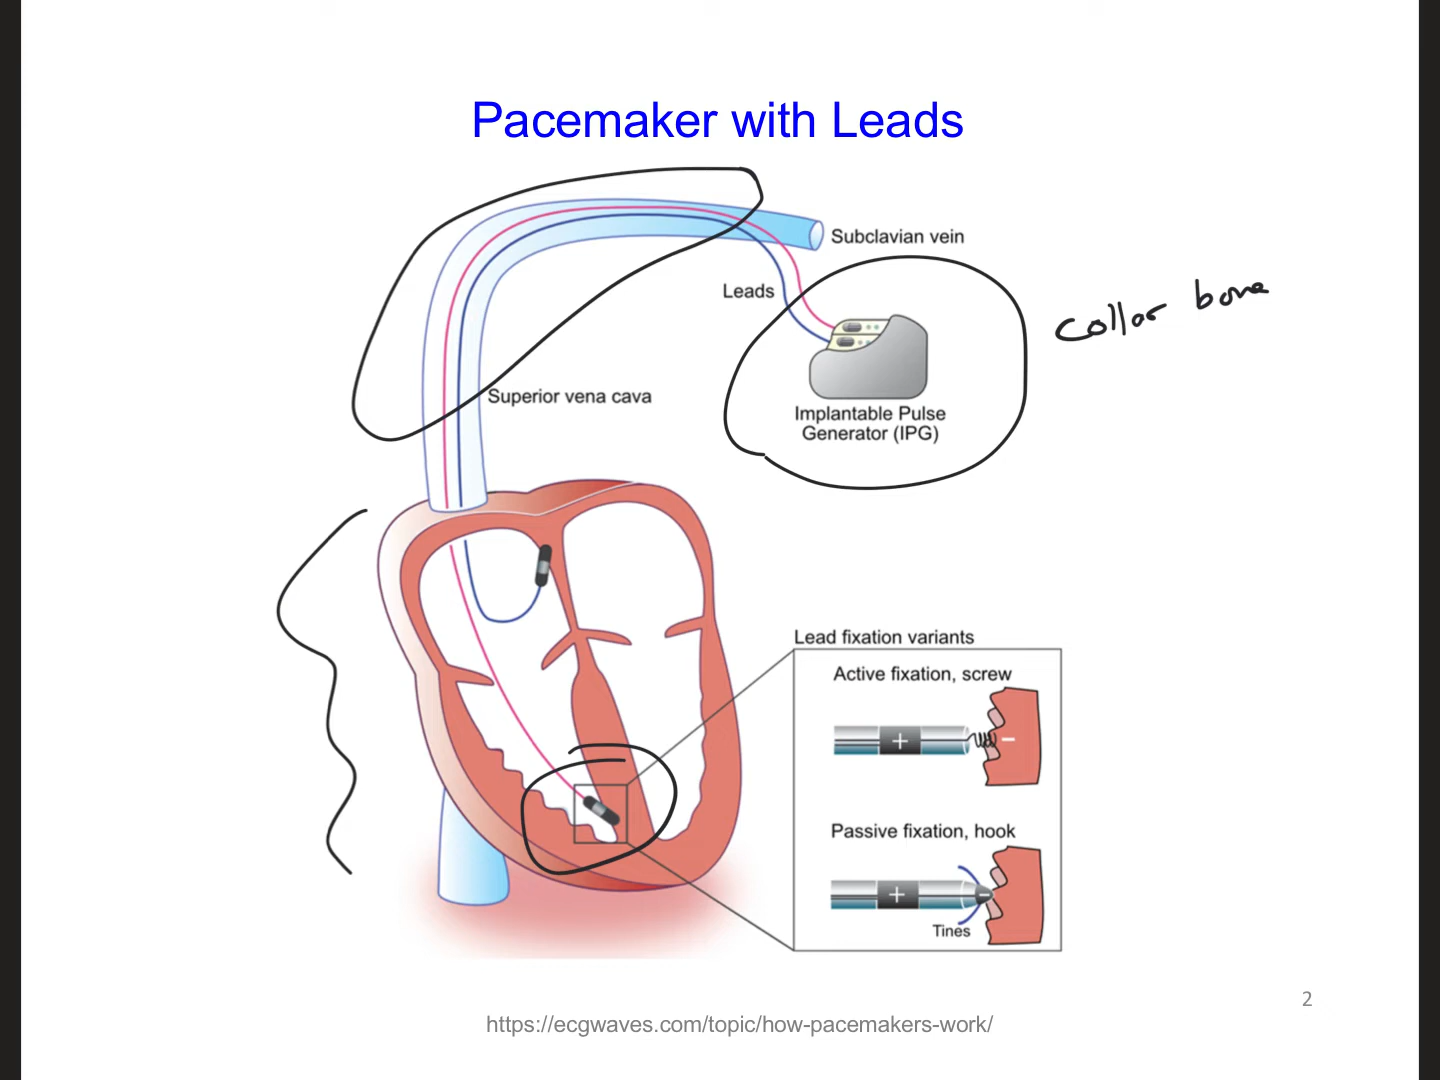 Pacemaker with Leads
Subclavian vein
Leads
collar bone
Superior vena cava
Implantable Pulse
Generator (IPG)
Lead fixation variants
Active fixation, screw
+
−
Passive fixation, hook
+
−
Tines
2
https://ecgwaves.com/topic/how-pacemakers-work/